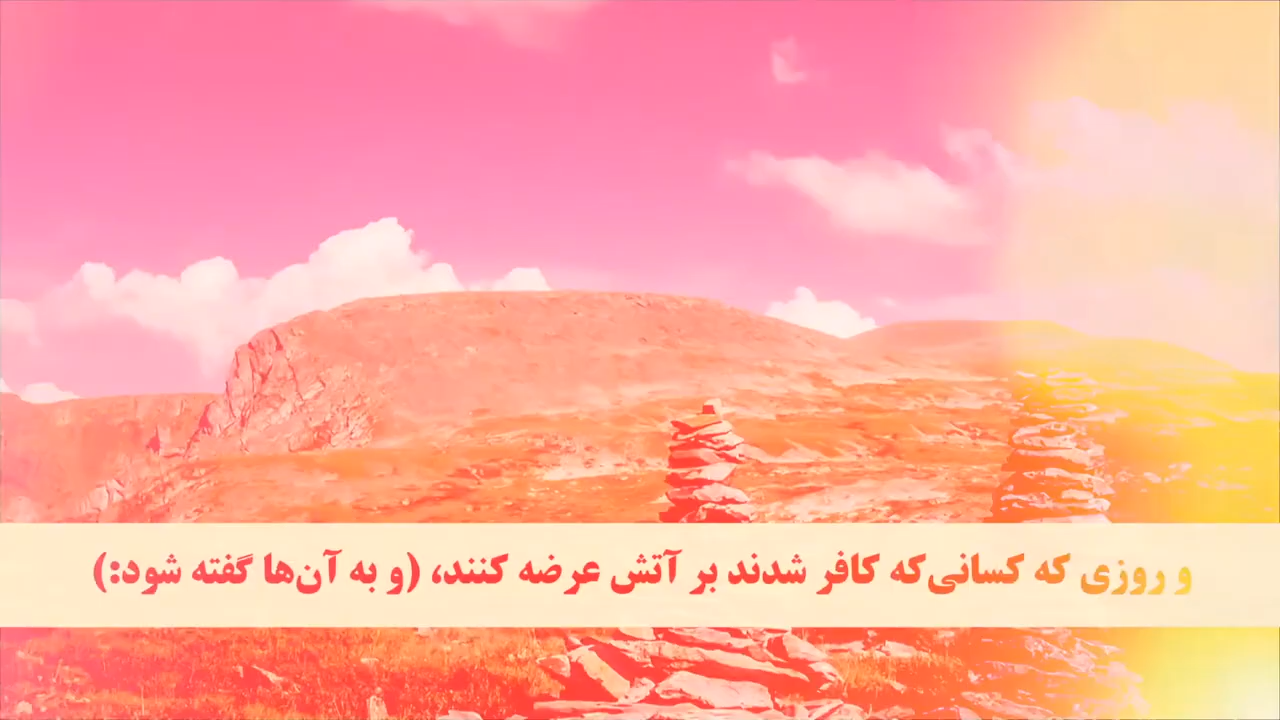 و روزی که کسانی‌که کافر شدند بر آتش عرضه کنند، (و به آن‌ها گفته شود:)